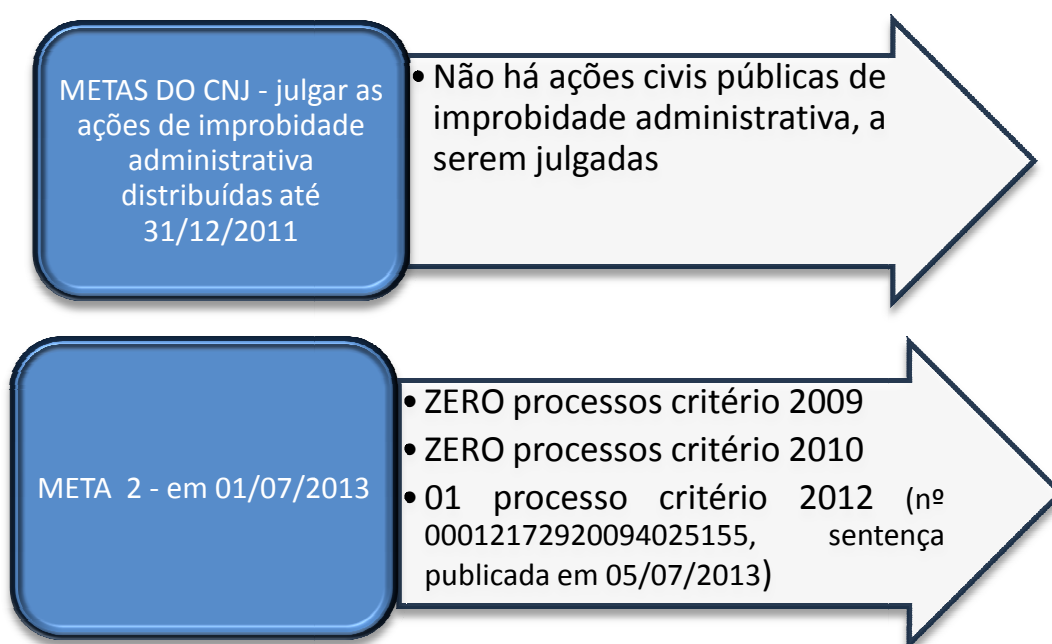 METAS DO CNJ - julgar as
ações de improbidade
administrativa
distribuídas até
31/12/2011
• Não há ações civis públicas de
improbidade administrativa, a
serem julgadas
META 2 - em 01/07/2013
• ZERO processos critério 2009
• ZERO processos critério 2010
• 01 processo critério 2012 (nº
00012172920094025155, sentença
publicada em 05/07/2013)